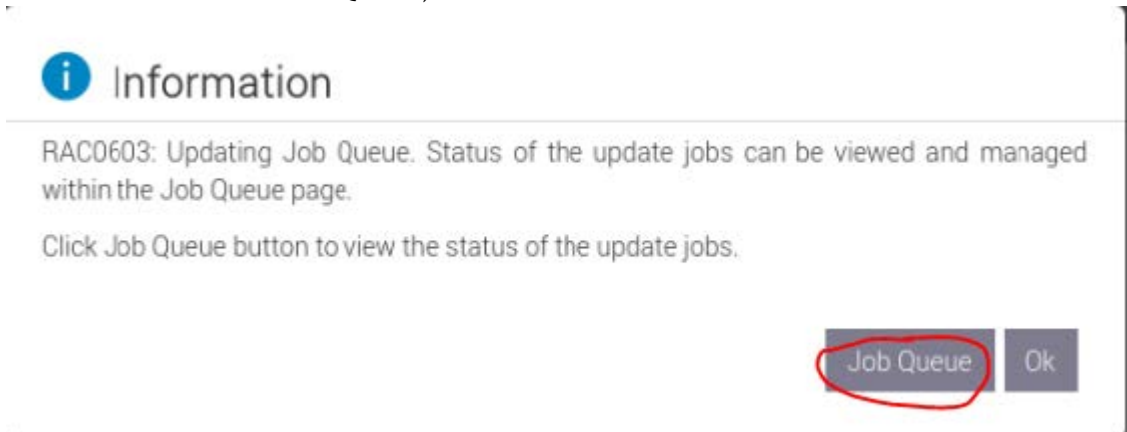 Information
RAC0603: Updating Job Queue. Status of the update jobs can be viewed and managed
within the Job Queue page.
Click Job Queue button to view the status of the update jobs.
Job Queue Ok